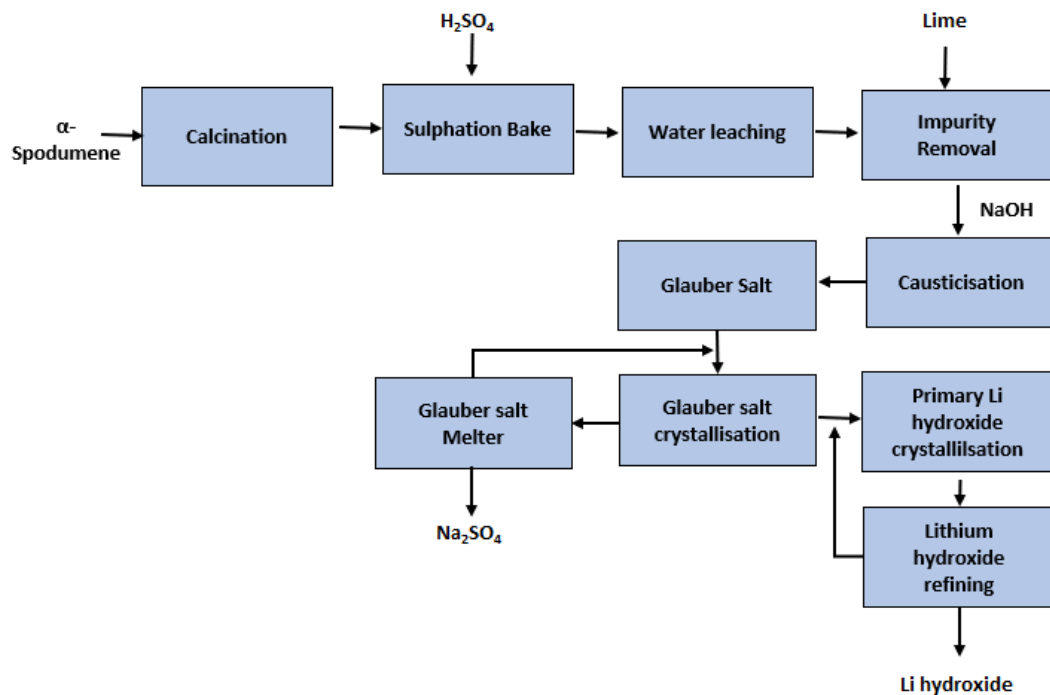 H₂SO₄
Lime
α-
Spodumene
Calcination
Sulphation Bake
Water leaching
Impurity
Removal
NaOH
Glauber Salt
Causticisation
Glauber salt
Melter
Glauber salt
crystallisation
Primary Li
hydroxide
crystallilsation
Na₂SO₄
Lithium
hydroxide
refining
Li hydroxide